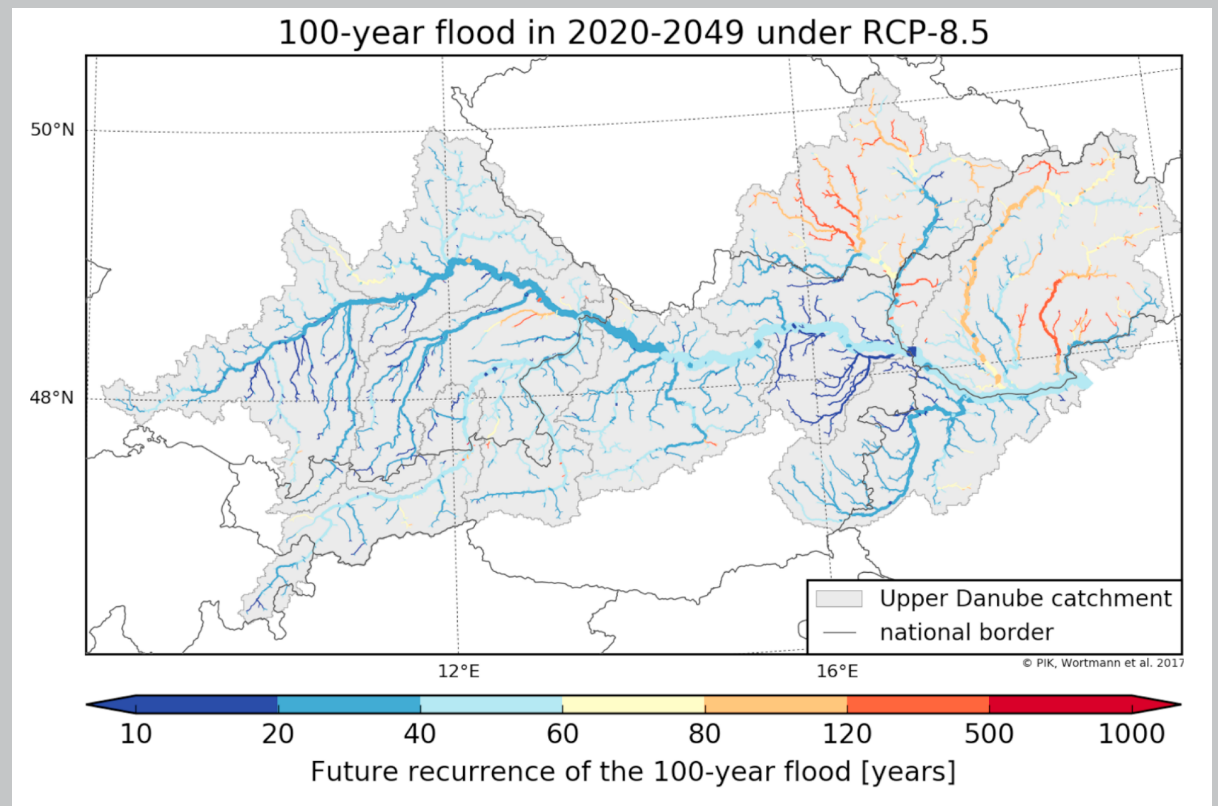 100-year flood in 2020-2049 under RCP-8.5
50°N
48°N
12°E
16°E
Upper Danube catchment
national border
© PIK, Wortmann et al. 2017
10 20 40 60 80 120 500 1000
Future recurrence of the 100-year flood [years]